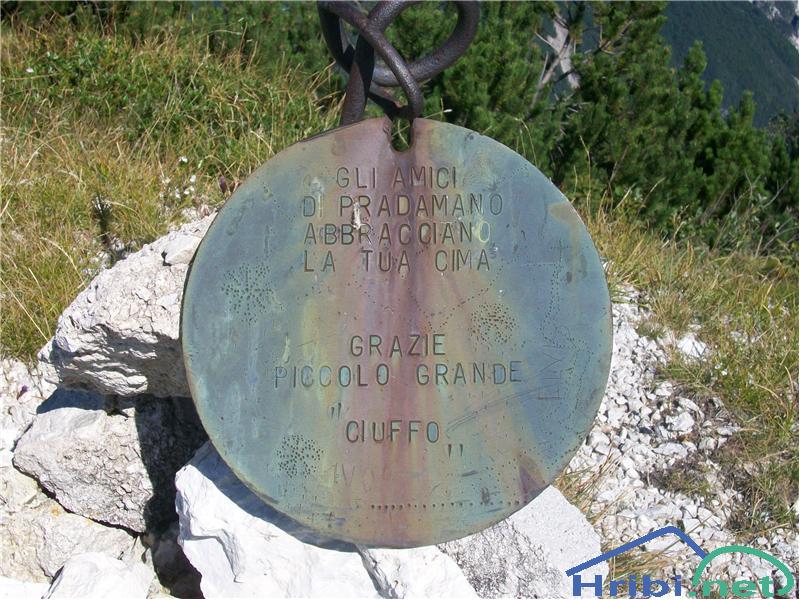 GLI AMICI
DI PRADAMANO
ABBRACCIANO
LA TUA CIMA
GRAZIE
PICCOLO GRANDE
"CIUFFO"
Hribi.net